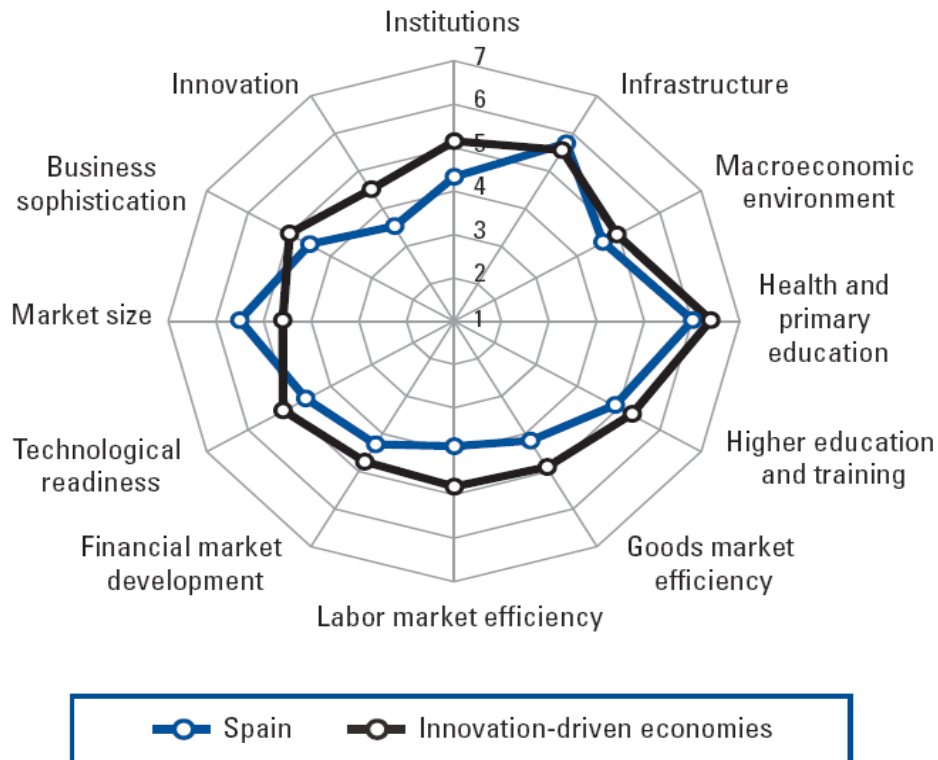 Institutions
7
Innovation
Infrastructure
6
5
Business
sophistication
Macroeconomic
environment
4
3
2
Market size
1
Health and
primary
education
Technological
readiness
Higher education
and training
Financial market
development
Goods market
efficiency
Labor market efficiency
Spain
Innovation-driven economies